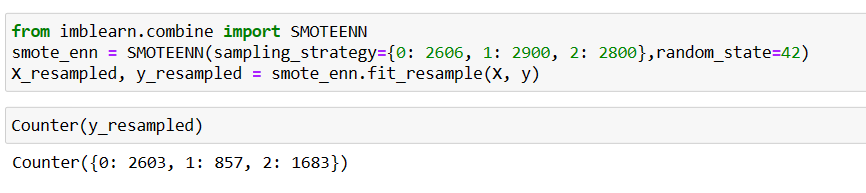 from imblearn.combine import SMOTEENN
smote_enn = SMOTEENN(sampling_strategy={0: 2606, 1: 2900, 2: 2800},random_state=42)
X_resampled, y_resampled = smote_enn.fit_resample(X, y)
Counter(y_resampled)
Counter({0: 2603, 1: 857, 2: 1683})